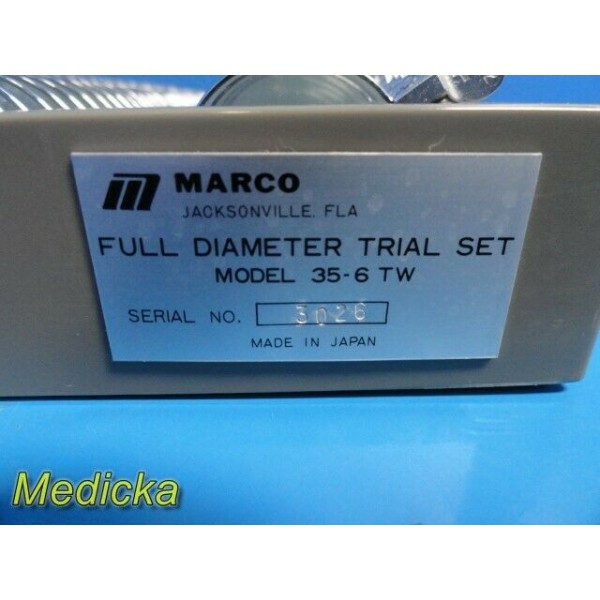 MARCO
JACKSONVILLE, FLA
FULL DIAMETER TRIAL SET
MODEL 35-6 TW
SERIAL NO. 3026
MADE IN JAPAN
Medicka